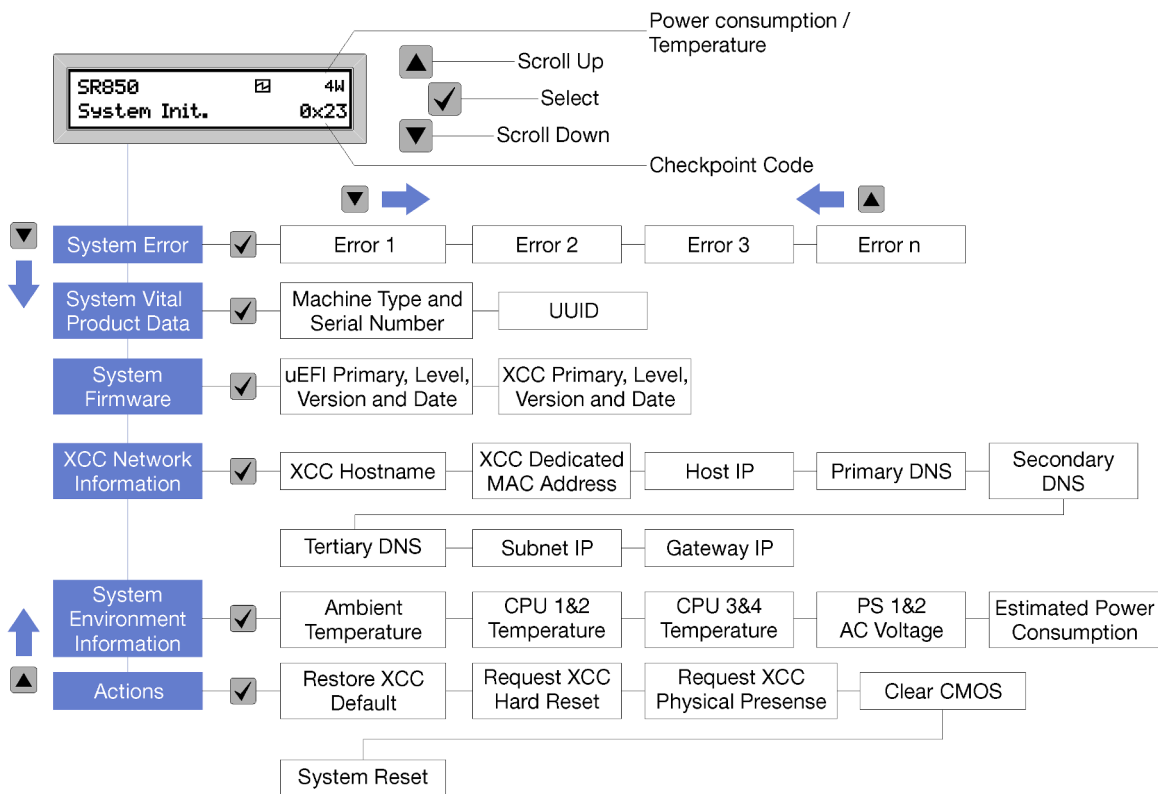 Power consumption /
Temperature
SR850 4W
System Init. 0x23
Scroll Up
Select
Scroll Down
Checkpoint Code
System Error
Error 1
Error 2
Error 3
Error n
System Vital
Product Data
Machine Type and
Serial Number
UUID
System
Firmware
uEFI Primary, Level,
Version and Date
XCC Primary, Level,
Version and Date
XCC Network
Information
XCC Hostname
XCC Dedicated
MAC Address
Host IP
Primary DNS
Secondary
DNS
Tertiary DNS
Subnet IP
Gateway IP
System
Environment
Information
Ambient
Temperature
CPU 1&2
Temperature
CPU 3&4
Temperature
PS 1&2
AC Voltage
Estimated Power
Consumption
Actions
Restore XCC
Default
Request XCC
Hard Reset
Request XCC
Physical Presense
Clear CMOS
System Reset